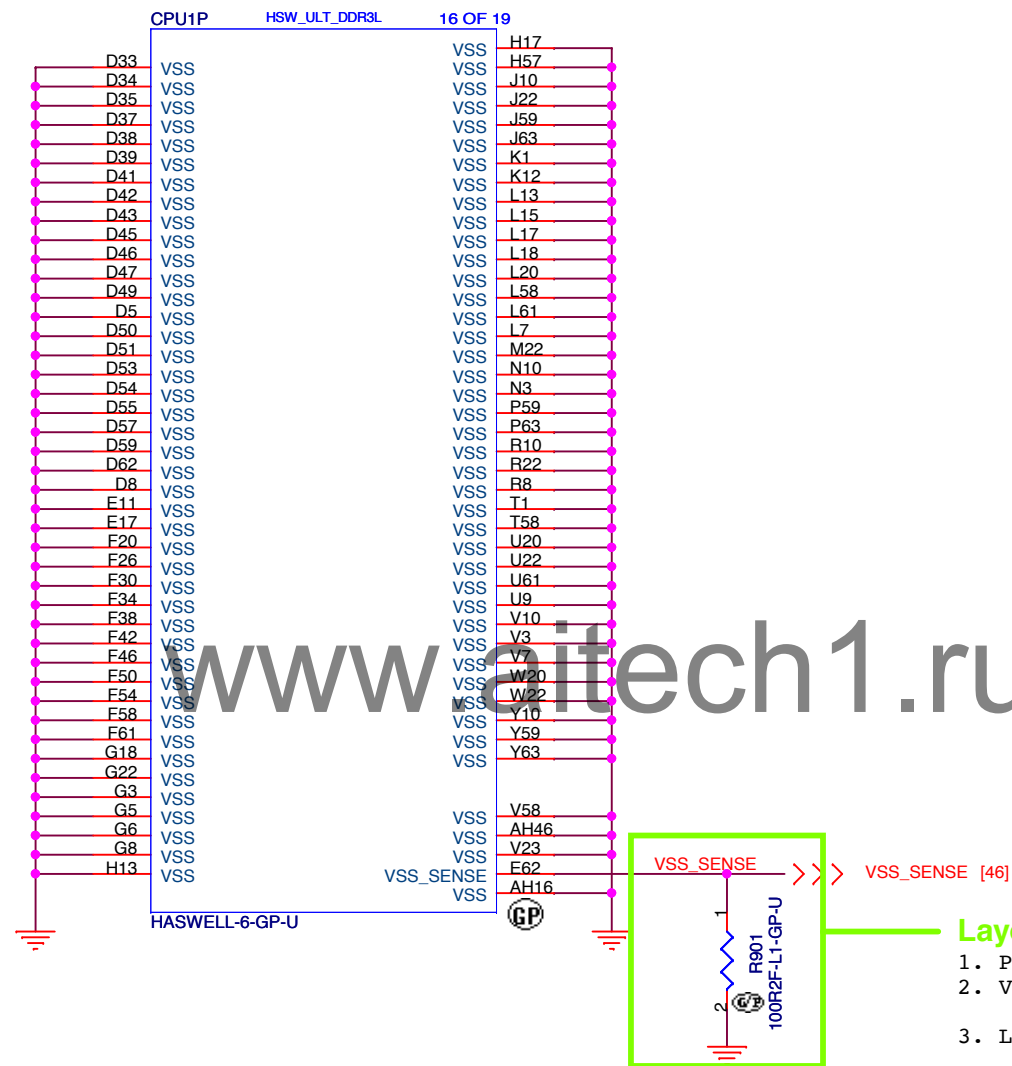 CPU1P HSW_ULT_DDR3L 16 OF 19
VSS H17
D33 VSS VSS H57
D34 VSS VSS J10
D35 VSS VSS J22
D37 VSS VSS J59
D38 VSS VSS J63
D39 VSS VSS K1
D41 VSS VSS K12
D42 VSS VSS L13
D43 VSS VSS L15
D45 VSS VSS L17
D46 VSS VSS L18
D47 VSS VSS L20
D49 VSS VSS L58
D5 VSS VSS L61
D50 VSS VSS L7
D51 VSS VSS M22
D53 VSS VSS N10
D54 VSS VSS N3
D55 VSS VSS P59
D57 VSS VSS P63
D59 VSS VSS R10
D62 VSS VSS R22
D8 VSS VSS R8
E11 VSS VSS T1
E17 VSS VSS T58
F20 VSS VSS U20
F26 VSS VSS U22
F30 VSS VSS U61
F34 VSS VSS U9
F38 VSS VSS V10
F42 VSS VSS V3
F46 VSS VSS V7
F50 VSS VSS W20
F54 VSS VSS W22
F58 VSS VSS Y10
F61 VSS VSS Y59
G18 VSS VSS Y63
G22 VSS
G3 VSS
G5 VSS VSS V58
G6 VSS VSS AH46
G8 VSS VSS V23
H13 VSS VSS_SENSE E62
VSS AH16
HASWELL-6-GP-U
GP
www.aitech1.ru
VSS_SENSE
VSS_SENSE [46]
1
R901
100R2F-L1-GP-U
2
G/P
Lay
1. P
2. V
3. L